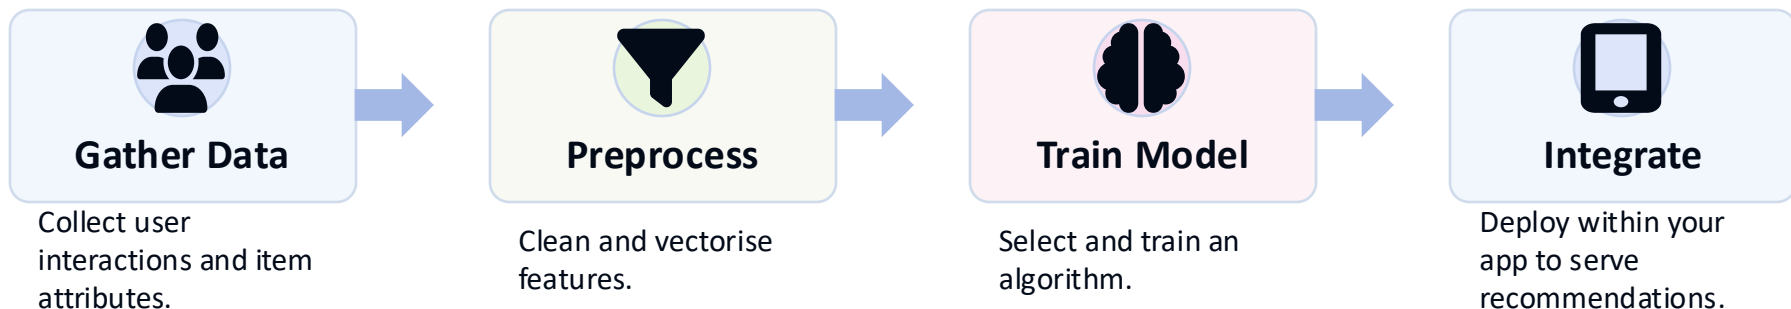 Gather Data
Collect user
interactions and item
attributes.
Preprocess
Clean and vectorise
features.
Train Model
Select and train an
algorithm.
Integrate
Deploy within your
app to serve
recommendations.